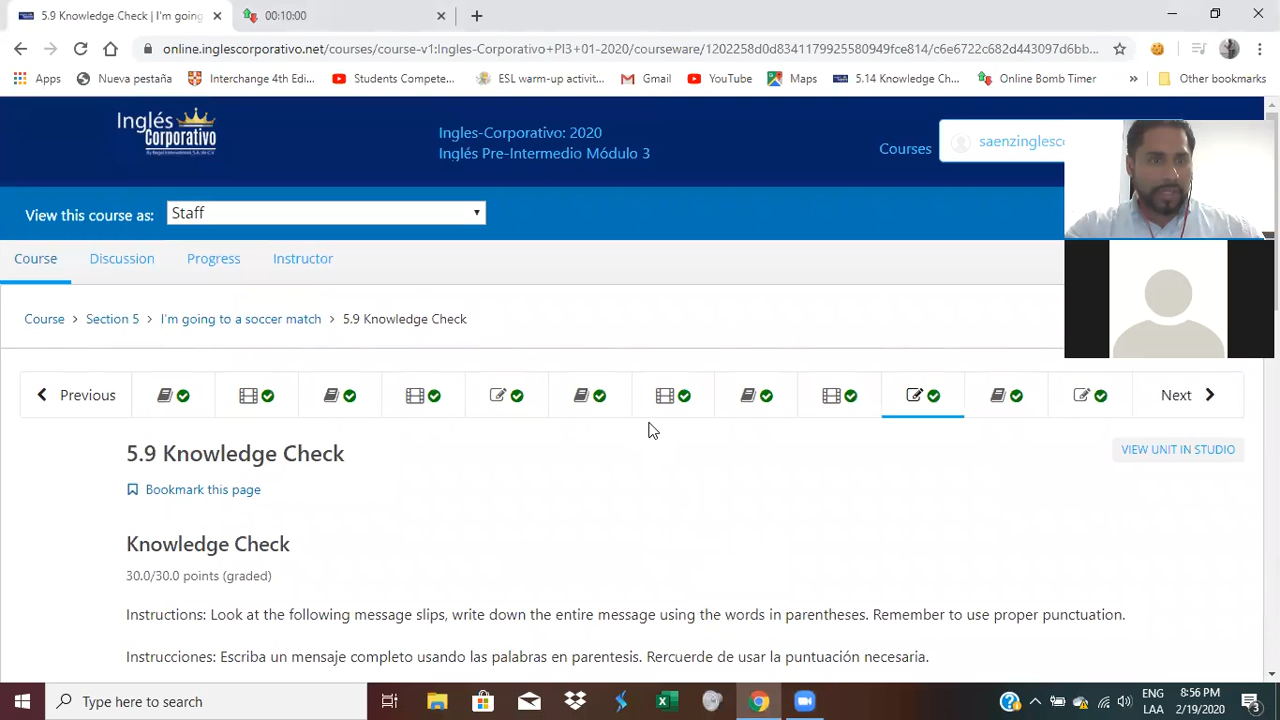 5.9 Knowledge Check | I'm going
00:10:00
online.inglescorporativo.net/courses/course-v1:Ingles-Corporativo+PI3+01-2020/courseware/1202258d0d8341179925580949fce814/c6e6722c682d443097d6bb...
Apps
Nueva pestaña
Interchange 4th Edi...
Students Compete...
ESL warm-up activit...
Gmail
YouTube
Maps
5.14 Knowledge Ch...
Online Bomb Timer
»
Other bookmarks
Inglés
Corporativo
Ingles-Corporativo: 2020
Inglés Pre-Intermedio Módulo 3
Courses
saenzinglesco
View this course as:
Staff
Course
Discussion
Progress
Instructor
Course > Section 5 > I'm going to a soccer match > 5.9 Knowledge Check
Previous
Next
5.9 Knowledge Check
VIEW UNIT IN STUDIO
Bookmark this page
Knowledge Check
30.0/30.0 points (graded)
Instructions: Look at the following message slips, write down the entire message using the words in parentheses. Remember to use proper punctuation.
Instrucciones: Escriba un mensaje completo usando las palabras en parentesis. Rercuerde de usar la puntuación necesaria.
Type here to search
ENG
LAA
8:56 PM
2/19/2020
3